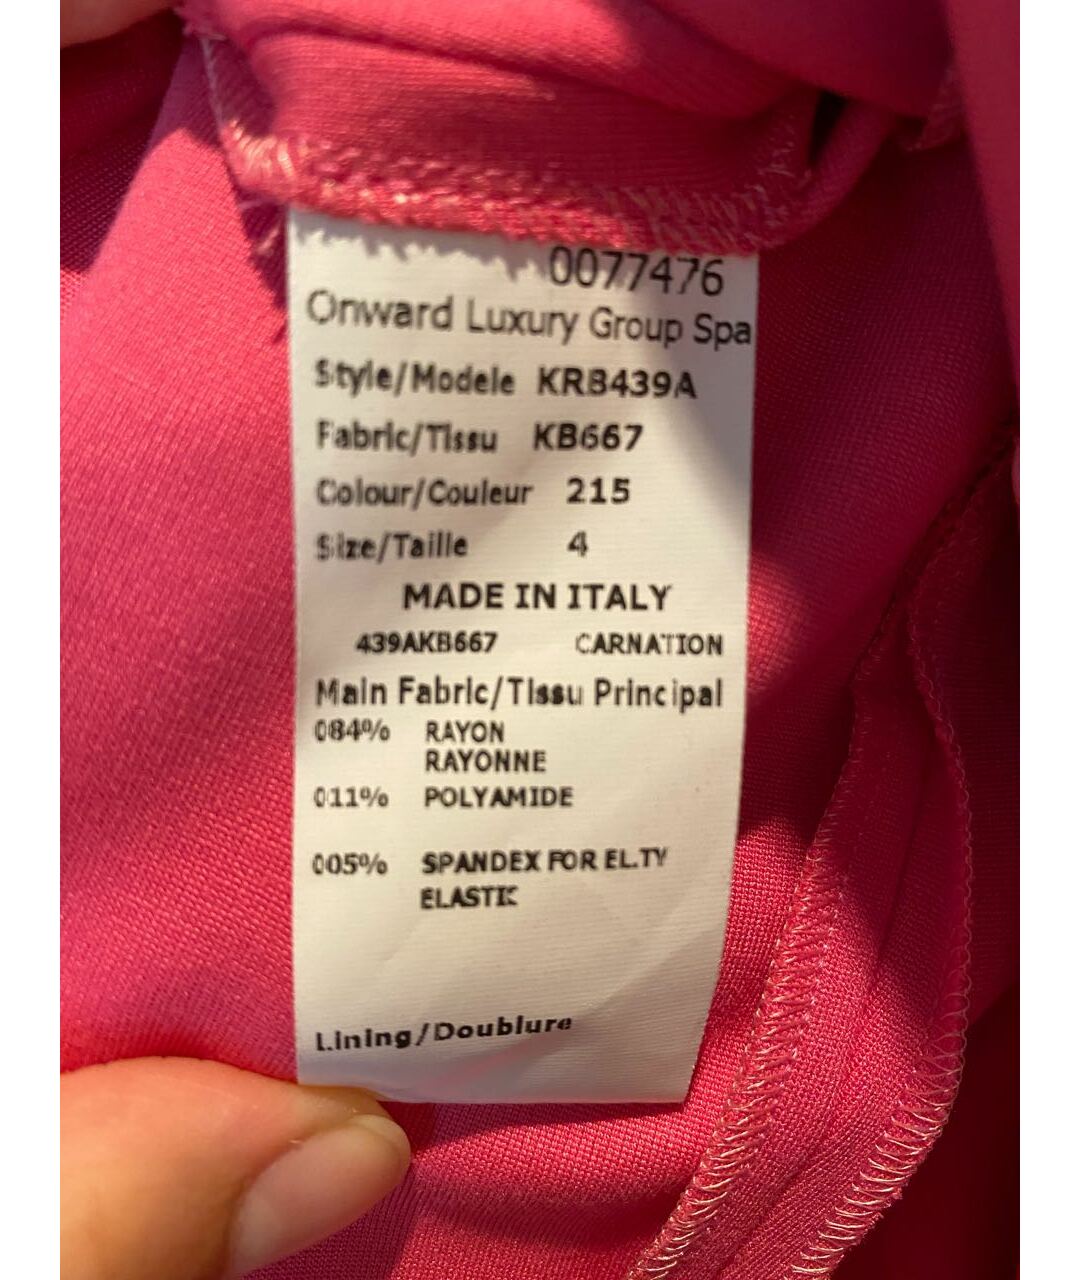 0077476
Onward Luxury Group Spa
Style/Modele KR8439A
Fabric/Tissu KB667
Colour/Couleur 215
Size/Taille 4
MADE IN ITALY
439AKB667 CARNATION
Main Fabric/Tissu Principal
084% RAYON
RAYONNE
011% POLYAMIDE
005% SPANDEX FOR EL.TY
ELASTIK
Lining/Doublure